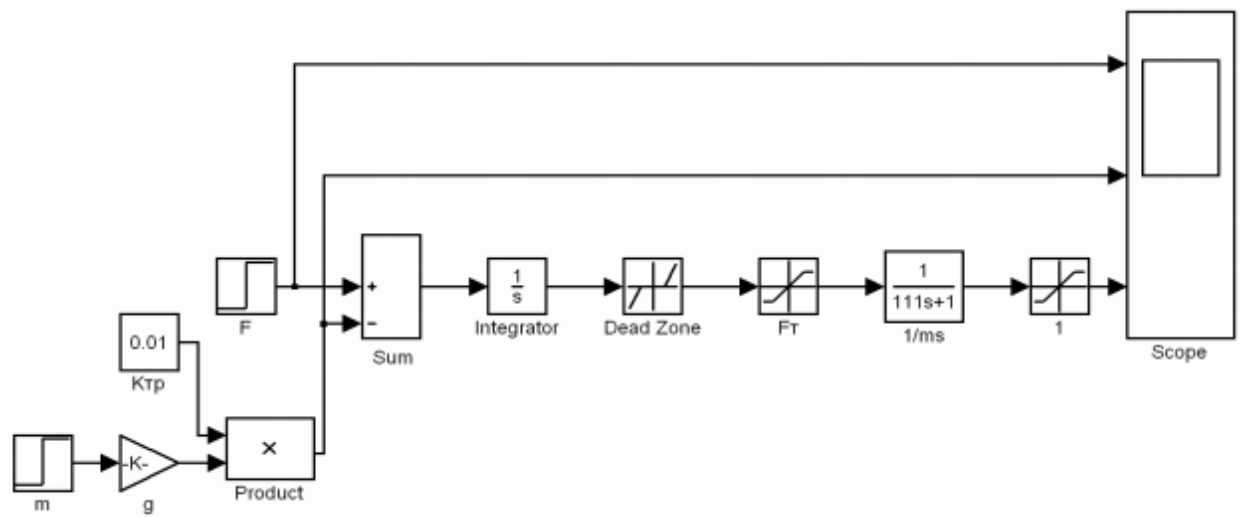 F
0.01
Kтр
m
-K-
g
×
Product
+
−
Sum
1
s
Integrator
Dead Zone
Fт
1
111s+1
1/ms
1
Scope